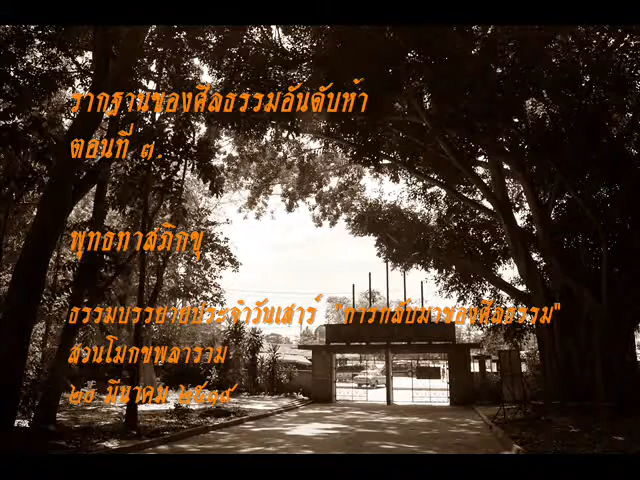 รากฐานของศีลธรรมอันดับห้า
ตอนที่ ๗.
พุทธทาสภิกขุ
ธรรมบรรยายประจำวันเสาร์ "การกลับมาของศีลธรรม"
สวนโมกขพลาราม
๒๐ มีนาคม ๒๕๑๙